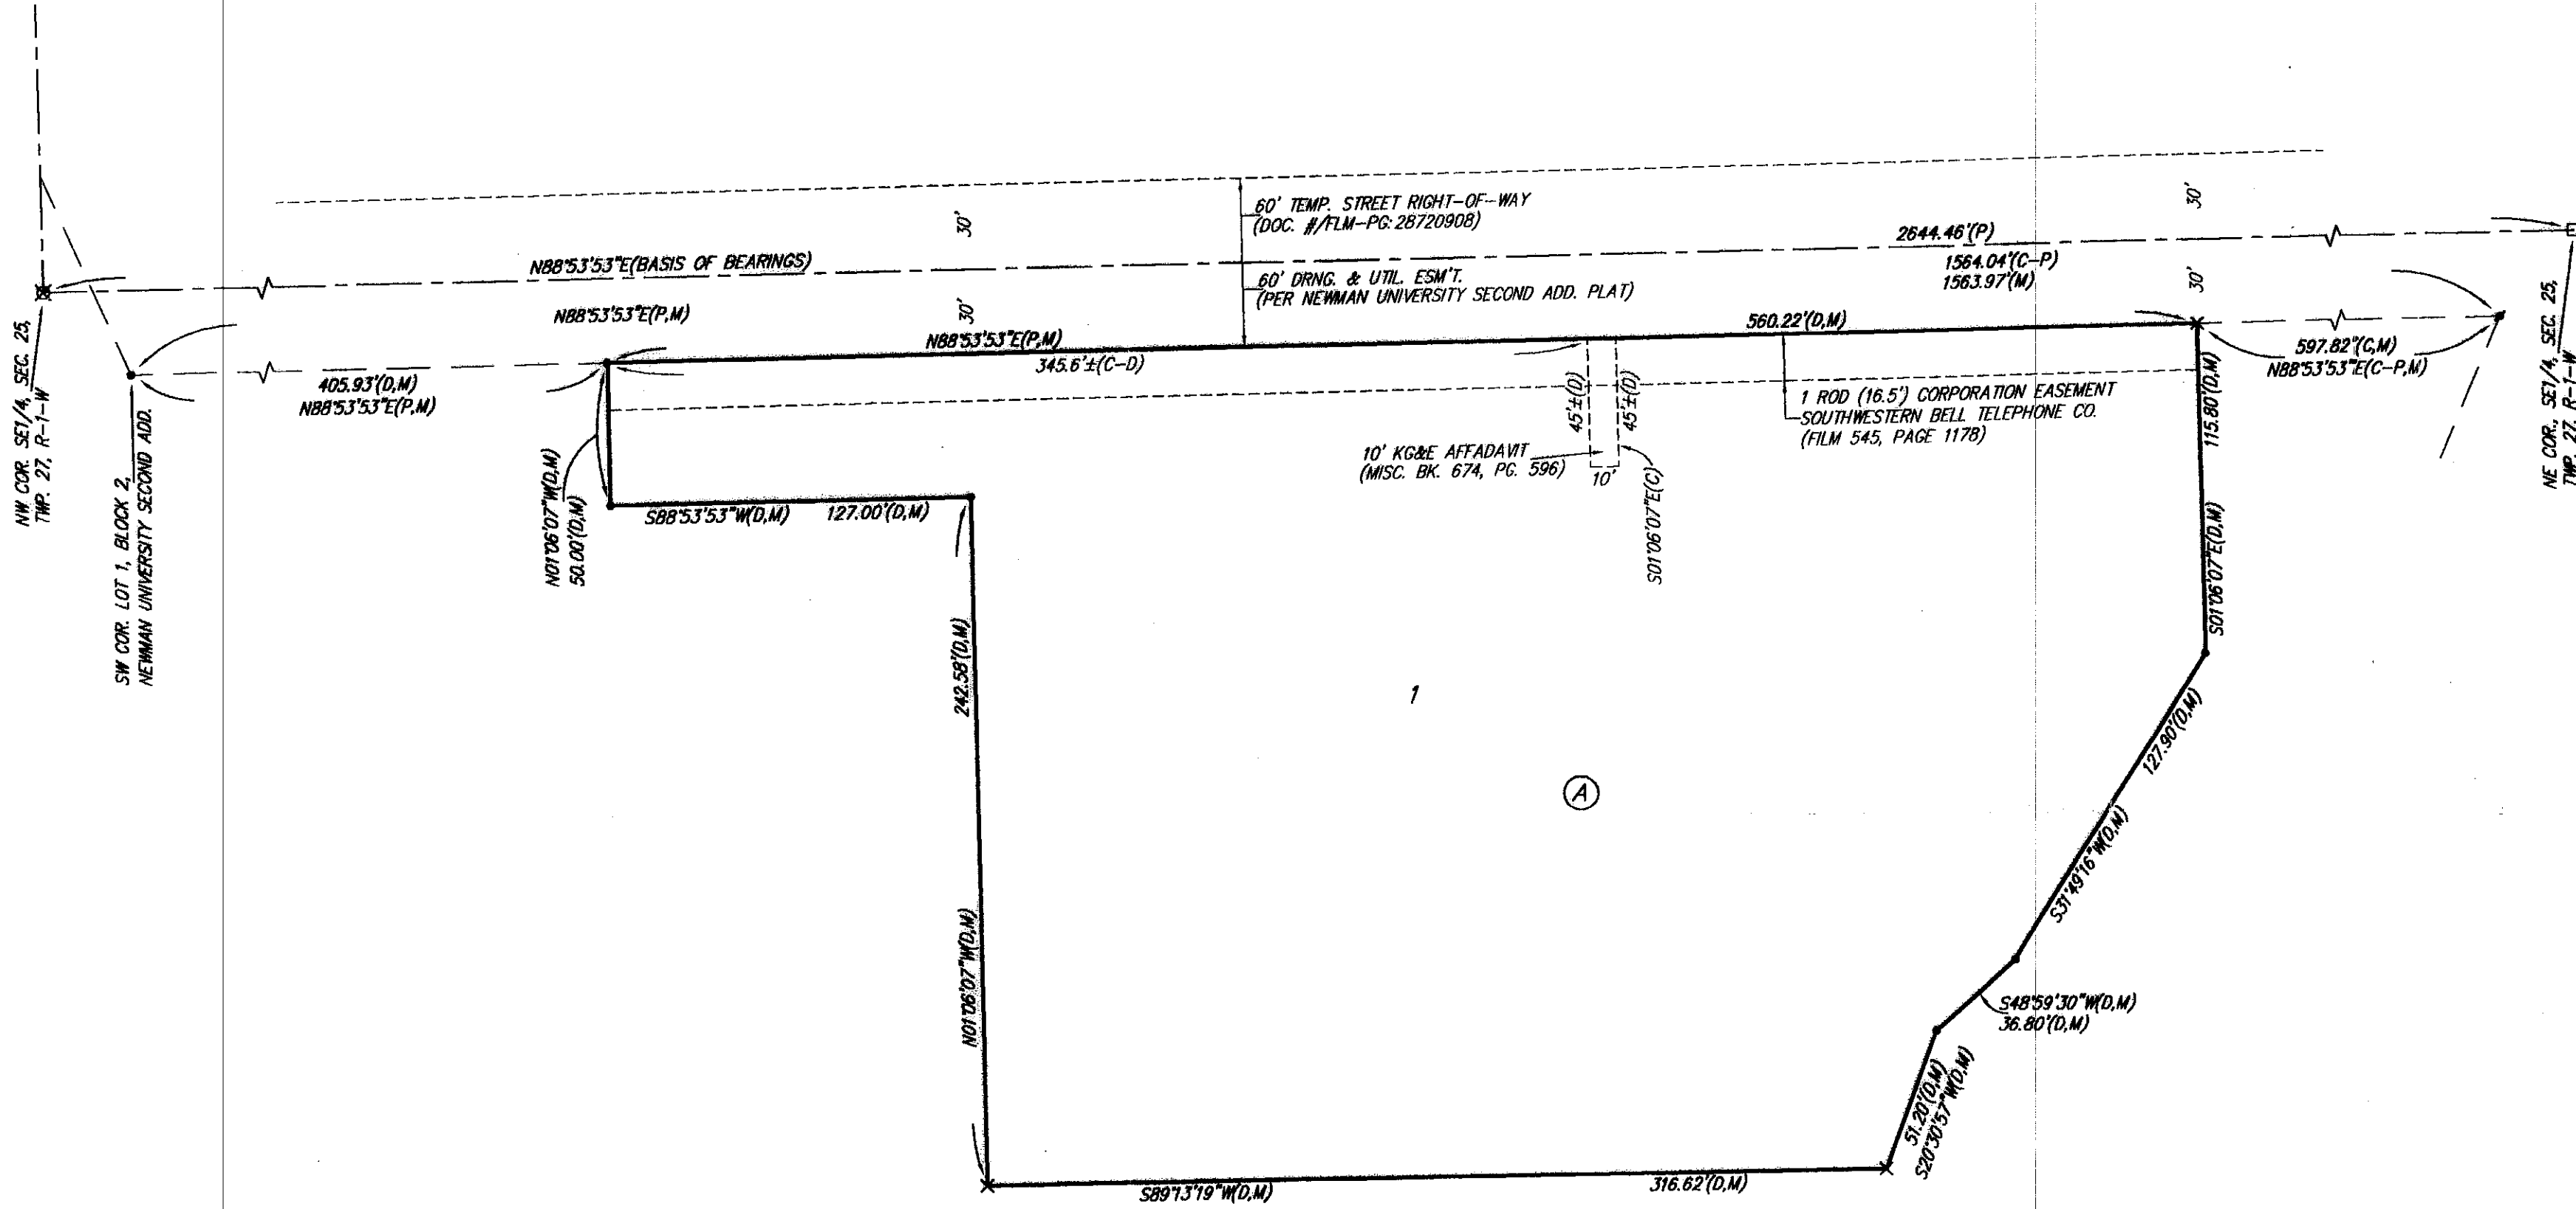 60' TEMP. STREET RIGHT-OF-WAY
(DOC. #/FLM-PG: 28720908)
30'
30'
2644.46'(P)
N88°53'53"E(BASIS OF BEARINGS)
1564.04'(C-P)
1563.97'(M)
60' DRNG. & UTIL. ESM'T.
(PER NEWMAN UNIVERSITY SECOND ADD. PLAT)
30'
30'
N88°53'53"E(P,M)
N88°53'53"E(P,M)
560.22'(D,M)
345.6'±(C-D)
597.82'(C,M)
N88°53'53"E(C-P,M)
405.93'(D,M)
N88°53'53"E(P,M)
NW COR. SE1/4, SEC. 25,
TWP. 27, R-1-W
SW COR. LOT 1, BLOCK 2,
NEWMAN UNIVERSITY SECOND ADD.
NE COR., SE1/4, SEC. 25,
TWP. 27, R-1-W
1 ROD (16.5') CORPORATION EASEMENT
SOUTHWESTERN BELL TELEPHONE CO.
(FILM 545, PAGE 1178)
45'±(D)
45'±(D)
10' KG&E AFFADAVIT
(MISC. BK. 674, PG. 596)
10'
S01°06'07"E(C)
115.80'(D,M)
S01°06'07"E(D,M)
N01°06'07"W(D,M)
50.00'(D,M)
S88°53'53"W(D,M)
127.00'(D,M)
242.58'(D,M)
N01°06'07"W(D,M)
1
A
127.90'(D,M)
S31°49'16"W(D,M)
S48°59'30"W(D,M)
36.80'(D,M)
51.20'(D,M)
S20°30'57"W(D,M)
S89°13'19"W(D,M)
316.62'(D,M)